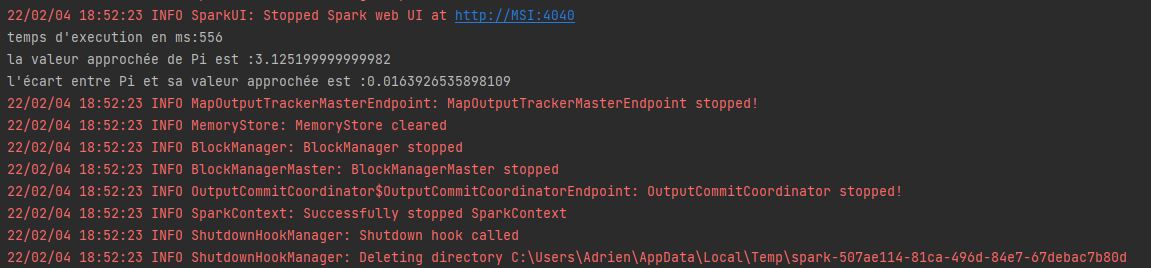 22/02/04 18:52:23 INFO SparkUI: Stopped Spark web UI at http://MSI:4040
temps d'execution en ms:556
la valeur approchée de Pi est :3.125199999999982
l'écart entre Pi et sa valeur approchée est :0.0163926535898109
22/02/04 18:52:23 INFO MapOutputTrackerMasterEndpoint: MapOutputTrackerMasterEndpoint stopped!
22/02/04 18:52:23 INFO MemoryStore: MemoryStore cleared
22/02/04 18:52:23 INFO BlockManager: BlockManager stopped
22/02/04 18:52:23 INFO BlockManagerMaster: BlockManagerMaster stopped
22/02/04 18:52:23 INFO OutputCommitCoordinator$OutputCommitCoordinatorEndpoint: OutputCommitCoordinator stopped!
22/02/04 18:52:23 INFO SparkContext: Successfully stopped SparkContext
22/02/04 18:52:23 INFO ShutdownHookManager: Shutdown hook called
22/02/04 18:52:23 INFO ShutdownHookManager: Deleting directory C:\Users\Adrien\AppData\Local\Temp\spark-507ae114-81ca-496d-84e7-67debac7b80d